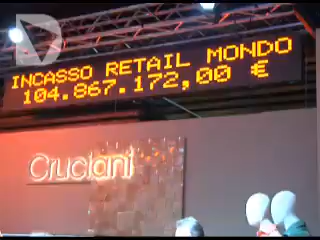 INCASSO RETAIL MONDO
104.867.172,00 €
Cruciani